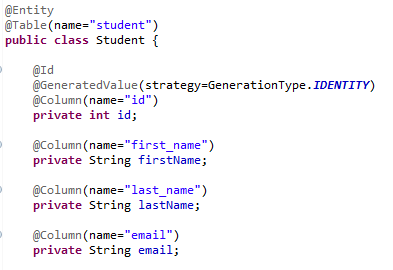 @Entity
@Table(name="student")
public class Student {
@Id
@GeneratedValue(strategy=GenerationType.IDENTITY)
@Column(name="id")
private int id;
@Column(name="first_name")
private String firstName;
@Column(name="last_name")
private String lastName;
@Column(name="email")
private String email;